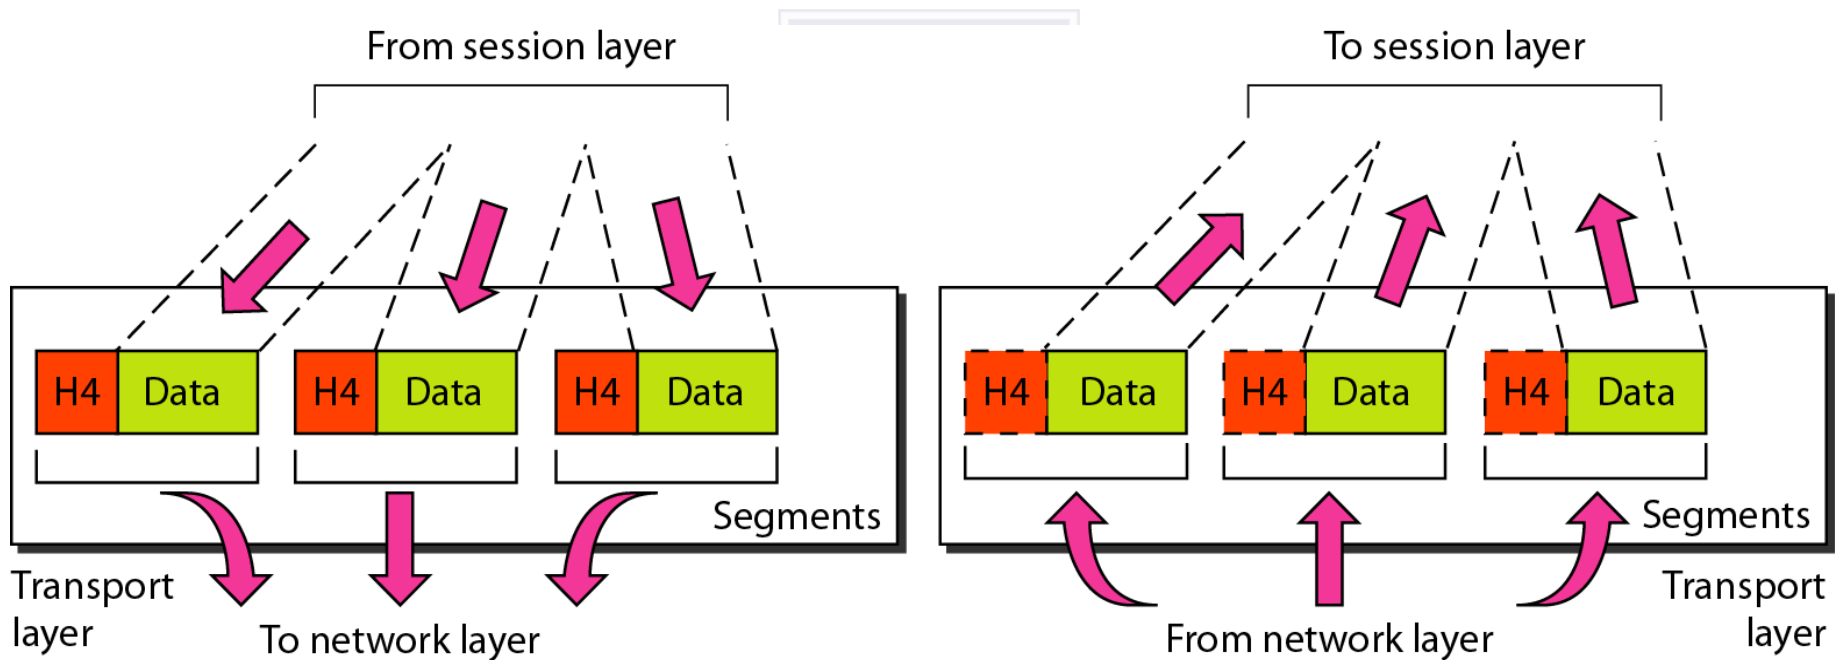 From session layer
H4 Data H4 Data H4 Data
Segments
Transport
layer
To network layer
To session layer
H4 Data H4 Data H4 Data
Segments
From network layer
Transport
layer